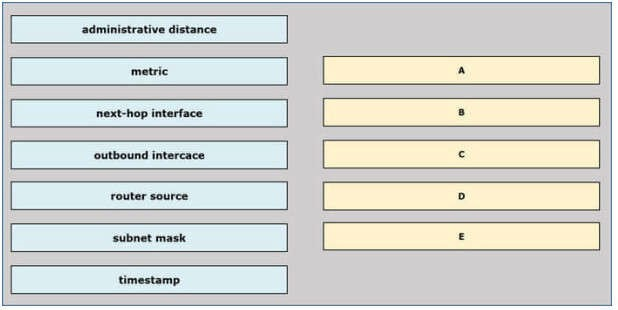 administrative distance
metric
next-hop interface
outbound intercace
router source
subnet mask
timestamp
A
B
C
D
E